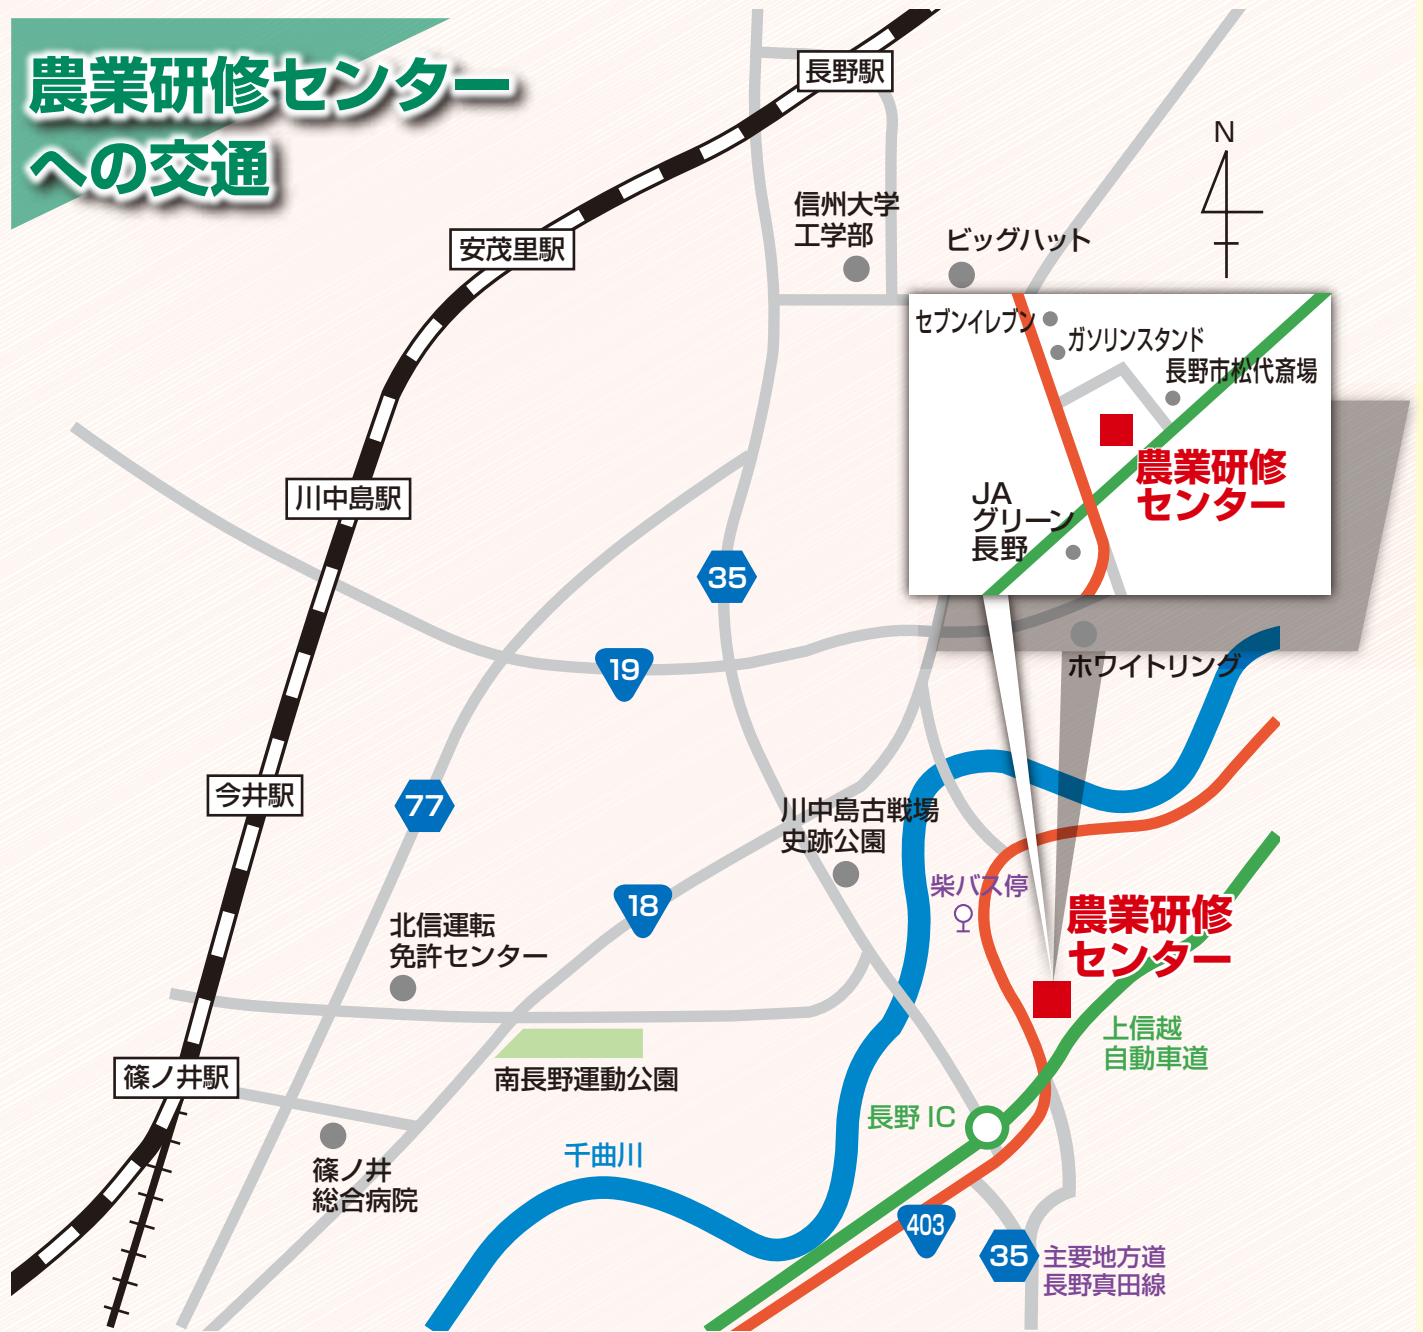 農業研修センター
への交通
長野駅
N
信州大学
工学部
ビッグハット
安茂里駅
セブンイレブン
ガソリンスタンド
長野市松代斎場
農業研修
センター
JA
グリーン
長野
川中島駅
35
19
ホワイトリング
今井駅
77
川中島古戦場
史跡公園
柴バス停
18
農業研修
センター
北信運転
免許センター
上信越
自動車道
南長野運動公園
篠ノ井駅
長野 IC
千曲川
篠ノ井
総合病院
403
35
主要地方道
長野真田線